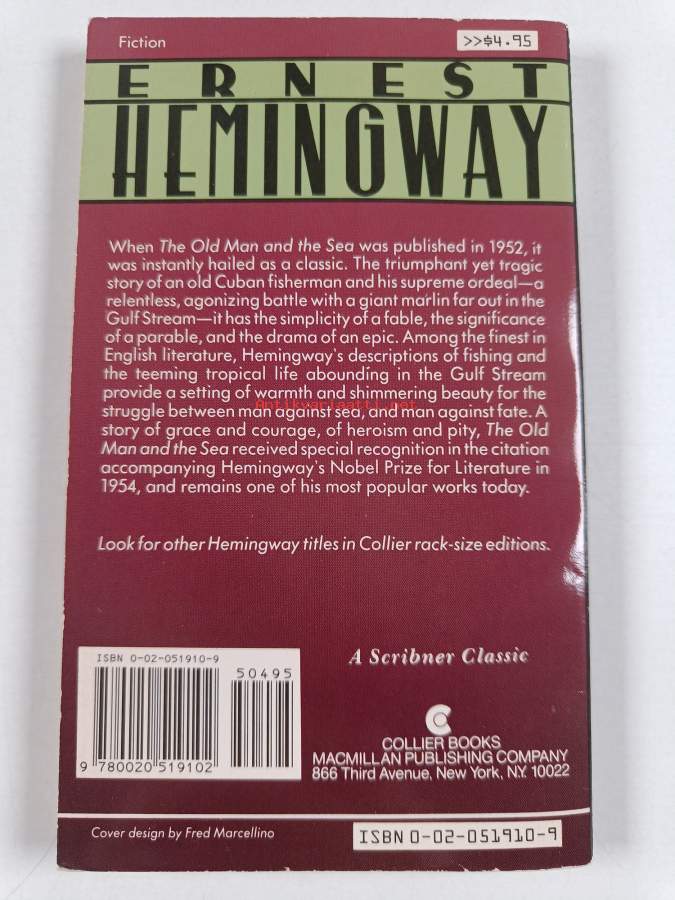 Fiction
>>$4.95
ERNEST
HEMINGWAY
When The Old Man and the Sea was published in 1952, it
was instantly hailed as a classic. The triumphant yet tragic
story of an old Cuban fisherman and his supreme ordeal—a
relentless, agonizing battle with a giant marlin far out in the
Gulf Stream—it has the simplicity of a fable, the significance
of a parable, and the drama of an epic. Among the finest in
English literature, Hemingway's descriptions of fishing and
the teeming tropical life abounding in the Gulf Stream
provide a setting of warmth and shimmering beauty for the
Antikvariaatti.net
struggle between man against sea, and man against fate. A
story of grace and courage, of heroism and pity, The Old
Man and the Sea received special recognition in the citation
accompanying Hemingway's Nobel Prize for Literature in
1954, and remains one of his most popular works today.
Look for other Hemingway titles in Collier rack-size editions.
ISBN 0-02-051910-9
50495
9 780020 519102
A Scribner Classic
COLLIER BOOKS
MACMILLAN PUBLISHING COMPANY
866 Third Avenue, New York, N.Y. 10022
Cover design by Fred Marcellino
ISBN 0-02-051910-9